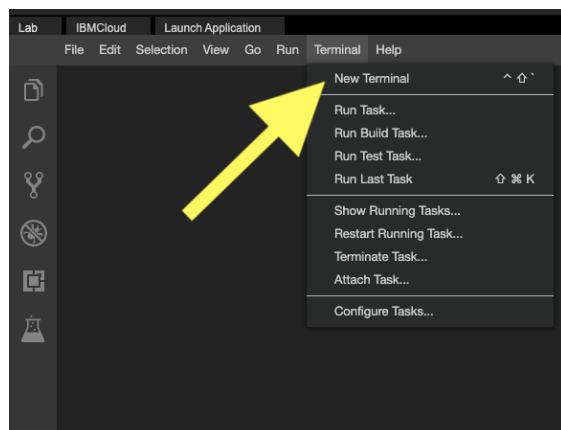 Lab IBMCloud Launch Application
File Edit Selection View Go Run Terminal Help
New Terminal ^⇧`
Run Task...
Run Build Task...
Run Test Task...
Run Last Task ⇧⌘K
Show Running Tasks...
Restart Running Task...
Terminate Task...
Attach Task...
Configure Tasks...